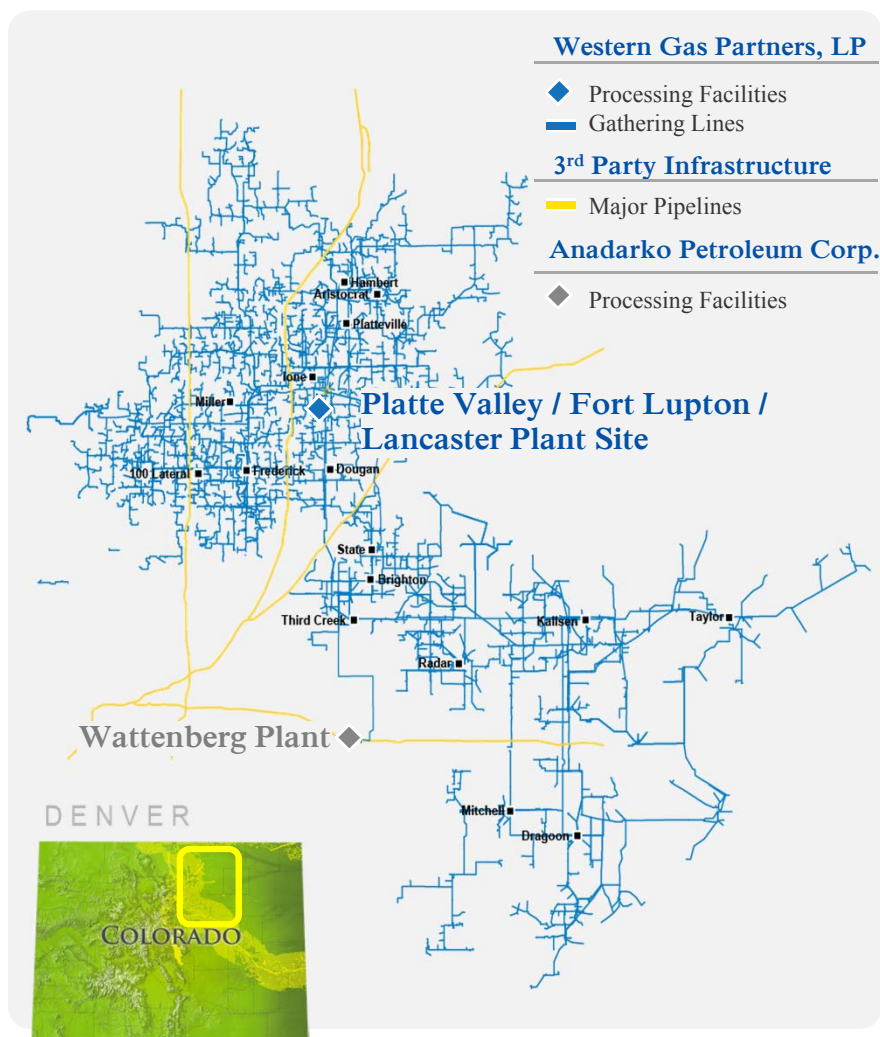 Western Gas Partners, LP
Processing Facilities
Gathering Lines
3rd Party Infrastructure
Major Pipelines
Anadarko Petroleum Corp.
Processing Facilities
Hambert
Aristocrat
Platteville
Ione
Miller
Platte Valley / Fort Lupton /
Lancaster Plant Site
100 Lateral
Frederick
Dougan
State
Brighton
Third Creek
Kallsen
Taylor
Radar
Wattenberg Plant
Mitchell
Dragoon
DENVER
COLORADO